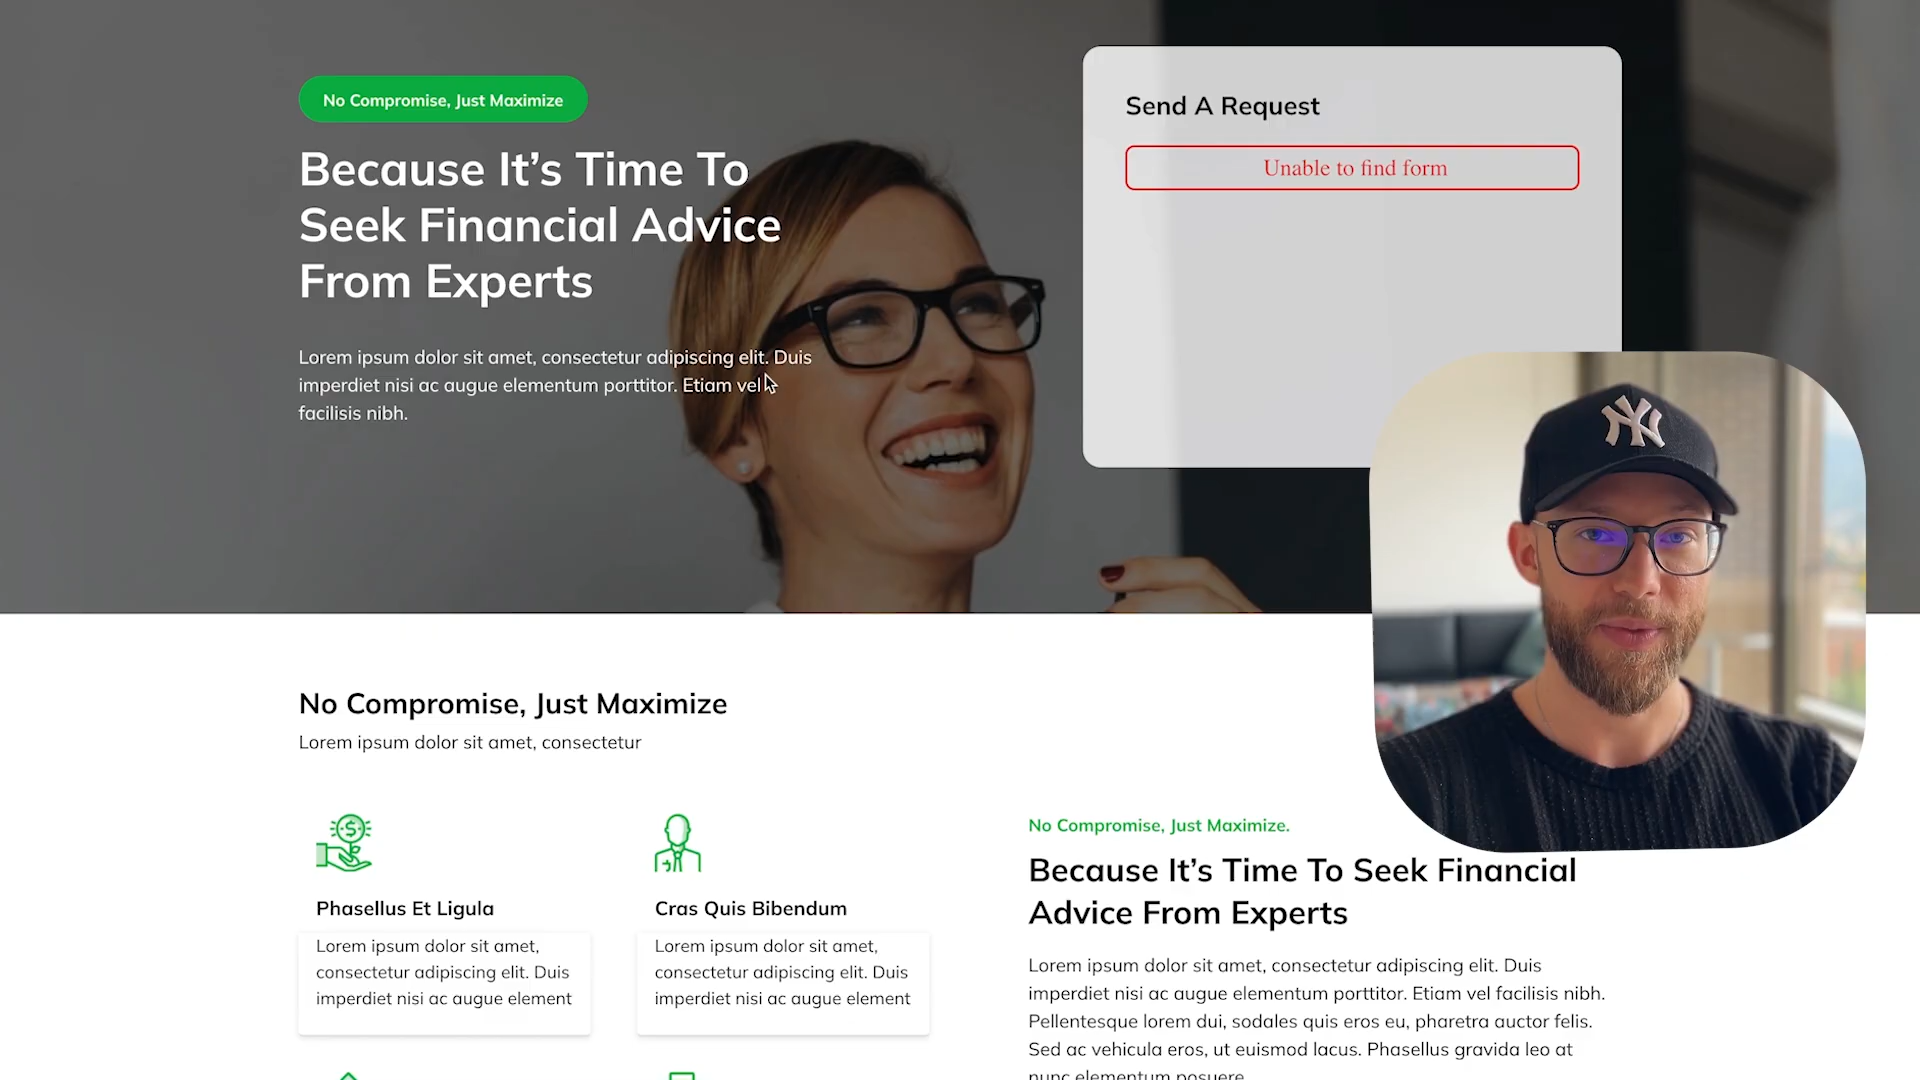 No Compromise, Just Maximize
Because It’s Time To
Seek Financial Advice
From Experts
Lorem ipsum dolor sit amet, consectetur adipiscing elit. Duis
imperdiet nisi ac augue elementum porttitor. Etiam vel
facilisis nibh.
Send A Request
Unable to find form
NY
No Compromise, Just Maximize
Lorem ipsum dolor sit amet, consectetur
Phasellus Et Ligula
Lorem ipsum dolor sit amet,
consectetur adipiscing elit. Duis
imperdiet nisi ac augue element
Cras Quis Bibendum
Lorem ipsum dolor sit amet,
consectetur adipiscing elit. Duis
imperdiet nisi ac augue element
No Compromise, Just Maximize.
Because It’s Time To Seek Financial
Advice From Experts
Lorem ipsum dolor sit amet, consectetur adipiscing elit. Duis
imperdiet nisi ac augue elementum porttitor. Etiam vel facilisis nibh.
Pellentesque lorem dui, sodales quis eros eu, pharetra auctor felis.
Sed ac vehicula eros, ut euismod lacus. Phasellus gravida leo at
nunc elementum posuere